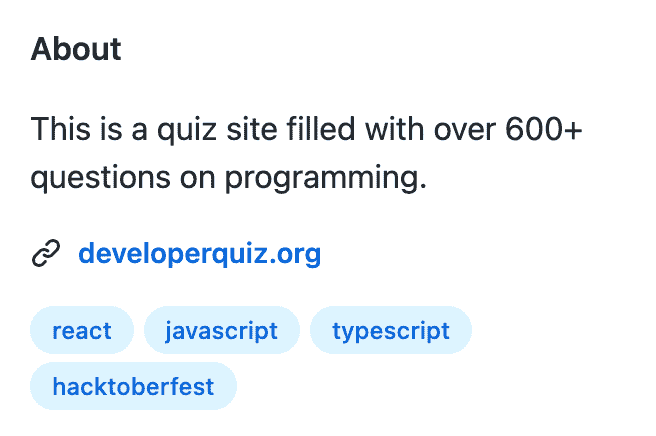 About
This is a quiz site filled with over 600+
questions on programming.
developerquiz.org
react javascript typescript
hacktoberfest